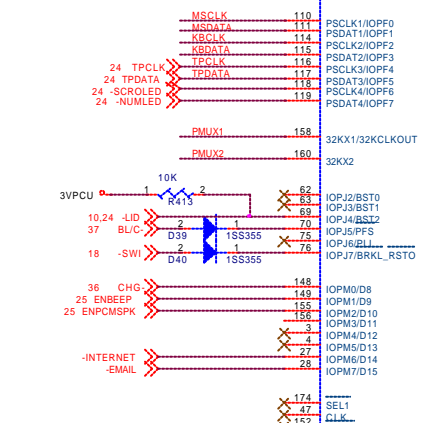 MSCLK 110 PSCLK1/IOPF0
MSDATA 111 PSDAT1/IOPF1
KBCLK 114 PSCLK2/IOPF2
KBDATA 115 PSDAT2/IOPF3
24 TPCLK TPCLK 116 PSCLK3/IOPF4
24 TPDATA TPDATA 117 PSDAT3/IOPF5
24 -SCROLED 118 PSCLK4/IOPF6
24 -NUMLED 119 PSDAT4/IOPF7
PMUX1 158 32KX1/32KCLKOUT
PMUX2 160 32KX2
10K
3VPCU 1 2 62 IOPJ2/BST0
R413 63 IOPJ3/BST1
10,24 -LID 69 IOPJ4/BST2
37 BL/C- 2 1 70 IOPJ5/PFS
D39 1SS355 75 IOPJ6/PLI
18 -SWI 2 1 76 IOPJ7/BRKL_RSTO
D40 1SS355
36 CHG- 148 IOPM0/D8
25 ENBEEP 149 IOPM1/D9
25 ENPCMSPK 155 IOPM2/D10
156 IOPM3/D11
3 IOPM4/D12
4 IOPM5/D13
-INTERNET 27 IOPM6/D14
-EMAIL 28 IOPM7/D15
174 SEL1
47 CLK
152